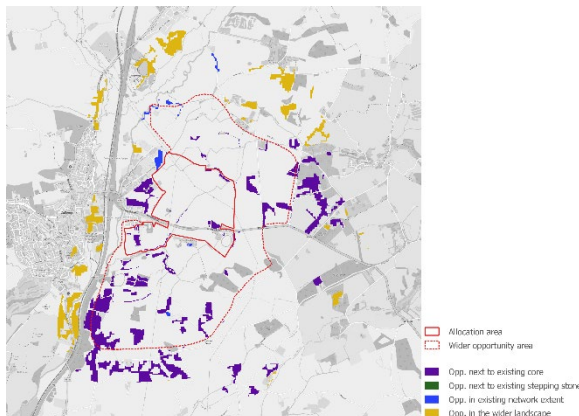 Allocation area
Wider opportunity area
Opp. next to existing core
Opp. next to existing stepping stone
Opp. in existing network extent
Opp. in the wider landscape